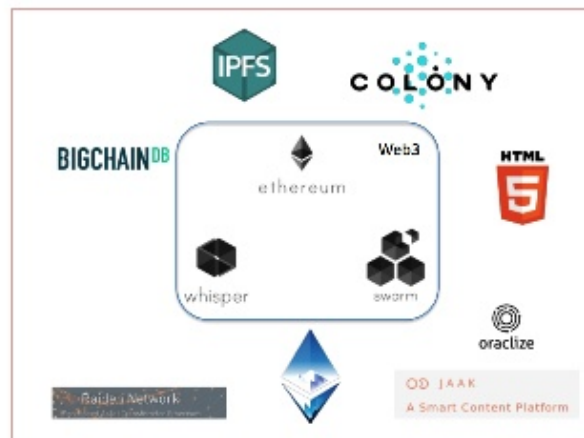 IPFS
COLONY
BIGCHAINDB
Web3
HTML
5
ethereum
whisper
swarm
oraclize
Raiden Network
JAAK
A Smart Content Platform